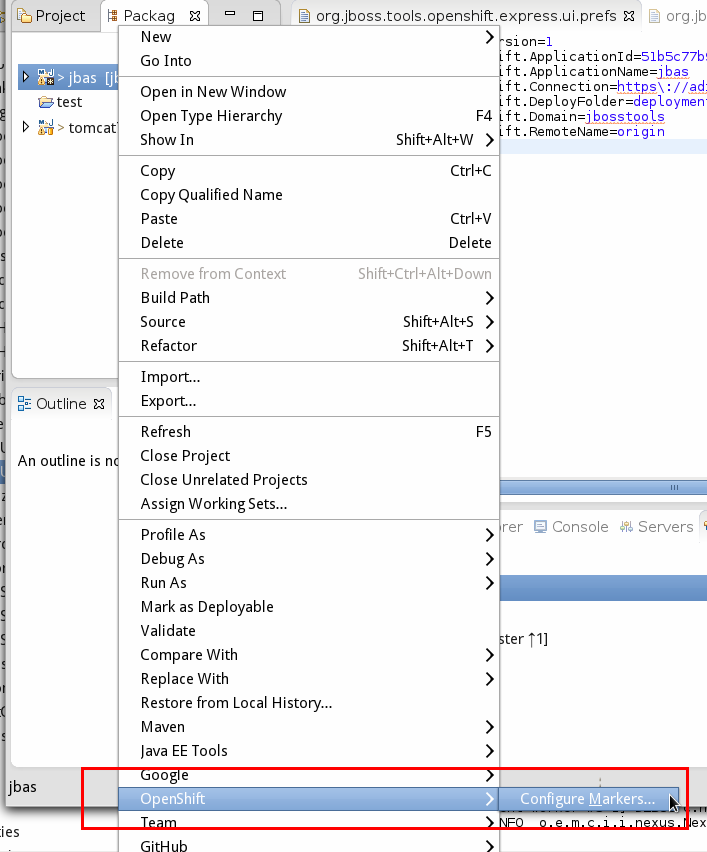 Project
Packag
org.jboss.tools.openshift.express.ui.prefs
org.jb
rsion=1
ift.ApplicationId=51b5c77b
ift.ApplicationName=jbas
ift.Connection=https\://ad
ift.DeployFolder=deployment
ift.Domain=jbosstools
ift.RemoteName=origin
> jbas [jb
test
> tomcat
New
Go Into
Open in New Window
Open Type Hierarchy F4
Show In Shift+Alt+W
Copy Ctrl+C
Copy Qualified Name
Paste Ctrl+V
Delete Delete
Remove from Context Shift+Ctrl+Alt+Down
Build Path
Source Shift+Alt+S
Refactor Shift+Alt+T
Import...
Export...
Refresh F5
Close Project
Close Unrelated Projects
Assign Working Sets...
Profile As
Debug As
Run As
Mark as Deployable
Validate
Compare With
Replace With
Restore from Local History...
Maven
Java EE Tools
Google
OpenShift
Configure Markers...
Team
GitHub
Outline
An outline is no
rer
Console
Servers
ster ↑1]
jbas
ties
NFO o.e.m.c.i.i.nexus.Nex